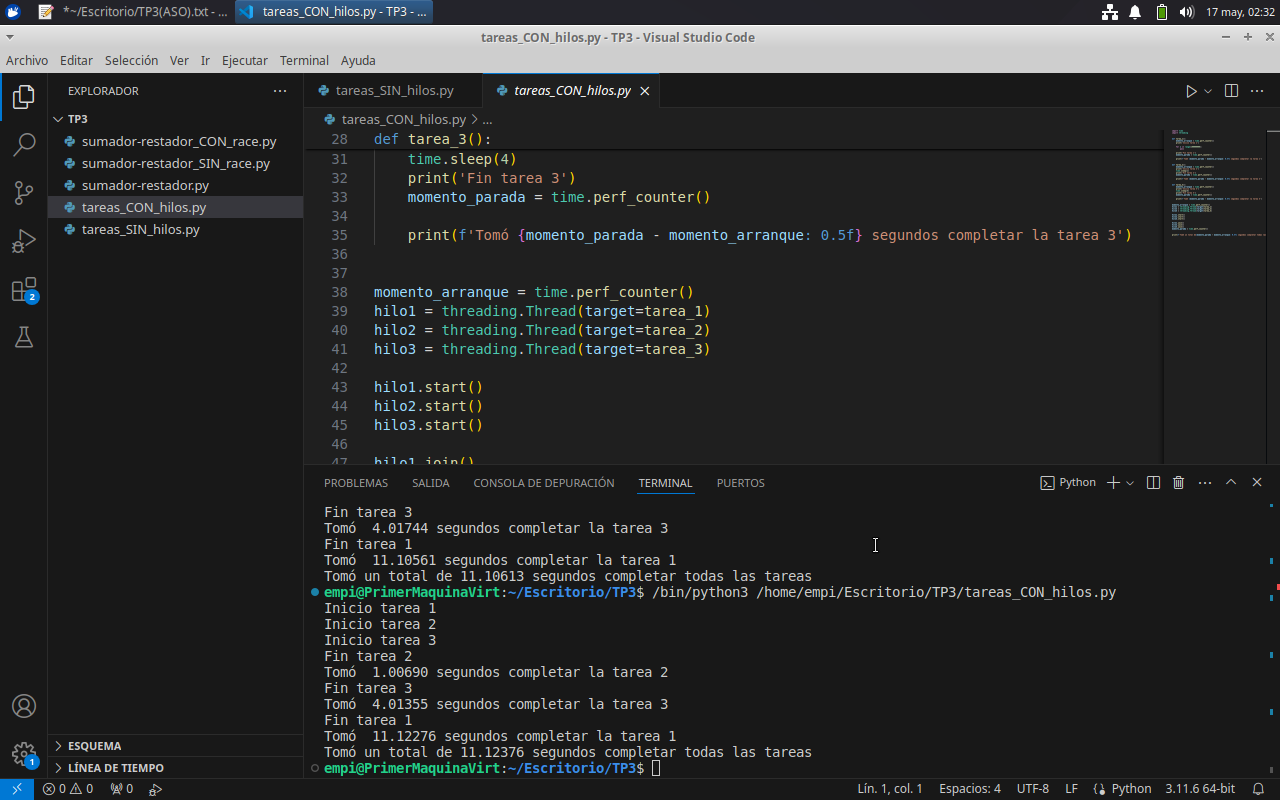 *~/Escritorio/TP3(ASO).txt - ...
tareas_CON_hilos.py - TP3 - ...
17 may, 02:32
tareas_CON_hilos.py - TP3 - Visual Studio Code
Archivo Editar Selección Ver Ir Ejecutar Terminal Ayuda
EXPLORADOR
TP3
sumador-restador_CON_race.py
sumador-restador_SIN_race.py
sumador-restador.py
tareas_CON_hilos.py
tareas_SIN_hilos.py
2
ESQUEMA
LÍNEA DE TIEMPO
1
tareas_SIN_hilos.py tareas_CON_hilos.py
tareas_CON_hilos.py > ...
28 def tarea_3():
31 time.sleep(4)
32 print('Fin tarea 3')
33 momento_parada = time.perf_counter()
34
35 print(f'Tomó {momento_parada - momento_arranque: 0.5f} segundos completar la tarea 3')
36
37
38 momento_arranque = time.perf_counter()
39 hilo1 = threading.Thread(target=tarea_1)
40 hilo2 = threading.Thread(target=tarea_2)
41 hilo3 = threading.Thread(target=tarea_3)
42
43 hilo1.start()
44 hilo2.start()
45 hilo3.start()
46
47 hilo1.join()
PROBLEMAS SALIDA CONSOLA DE DEPURACIÓN TERMINAL PUERTOS
Python
Fin tarea 3
Tomó  4.01744 segundos completar la tarea 3
Fin tarea 1
Tomó  11.10561 segundos completar la tarea 1
Tomó un total de 11.10613 segundos completar todas las tareas
empi@PrimerMaquinaVirt:~/Escritorio/TP3$ /bin/python3 /home/empi/Escritorio/TP3/tareas_CON_hilos.py
Inicio tarea 1
Inicio tarea 2
Inicio tarea 3
Fin tarea 2
Tomó  1.00690 segundos completar la tarea 2
Fin tarea 3
Tomó  4.01355 segundos completar la tarea 3
Fin tarea 1
Tomó  11.12276 segundos completar la tarea 1
Tomó un total de 11.12376 segundos completar todas las tareas
empi@PrimerMaquinaVirt:~/Escritorio/TP3$
0 0 0
Lín. 1, col. 1 Espacios: 4 UTF-8 LF Python 3.11.6 64-bit